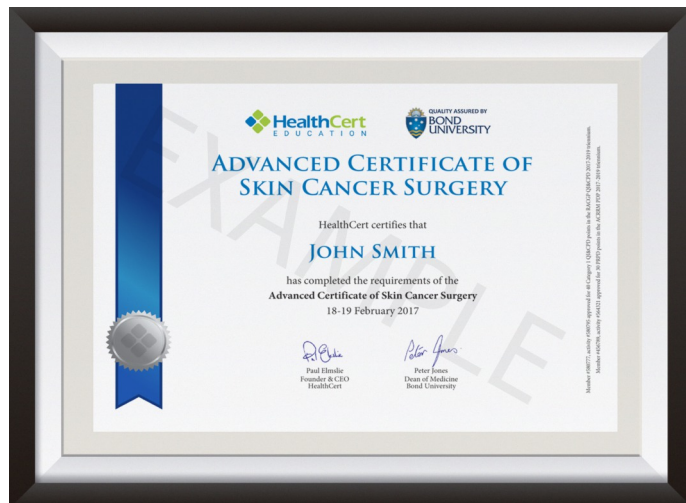 HealthCert
EDUCATION
QUALITY ASSURED BY
BOND
UNIVERSITY
ADVANCED CERTIFICATE OF
SKIN CANCER SURGERY
HealthCert certifies that
JOHN SMITH
has completed the requirements of the
Advanced Certificate of Skin Cancer Surgery
18-19 February 2017
Paul Elmslie
Founder & CEO
HealthCert
Peter Jones
Dean of Medicine
Bond University
EXAMPLE